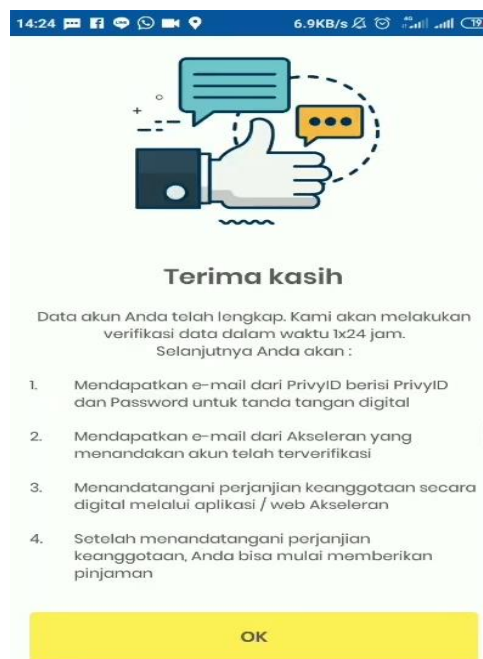 14:24 6.9KB/s 4G 19
Terima kasih
Data akun Anda telah lengkap. Kami akan melakukan
verifikasi data dalam waktu 1x24 jam.
Selanjutnya Anda akan :
1. Mendapatkan e-mail dari PrivyID berisi PrivyID
dan Password untuk tanda tangan digital
2. Mendapatkan e-mail dari Akseleran yang
menandakan akun telah terverifikasi
3. Menandatangani perjanjian keanggotaan secara
digital melalui aplikasi / web Akseleran
4. Setelah menandatangani perjanjian
keanggotaan, Anda bisa mulai memberikan
pinjaman
OK